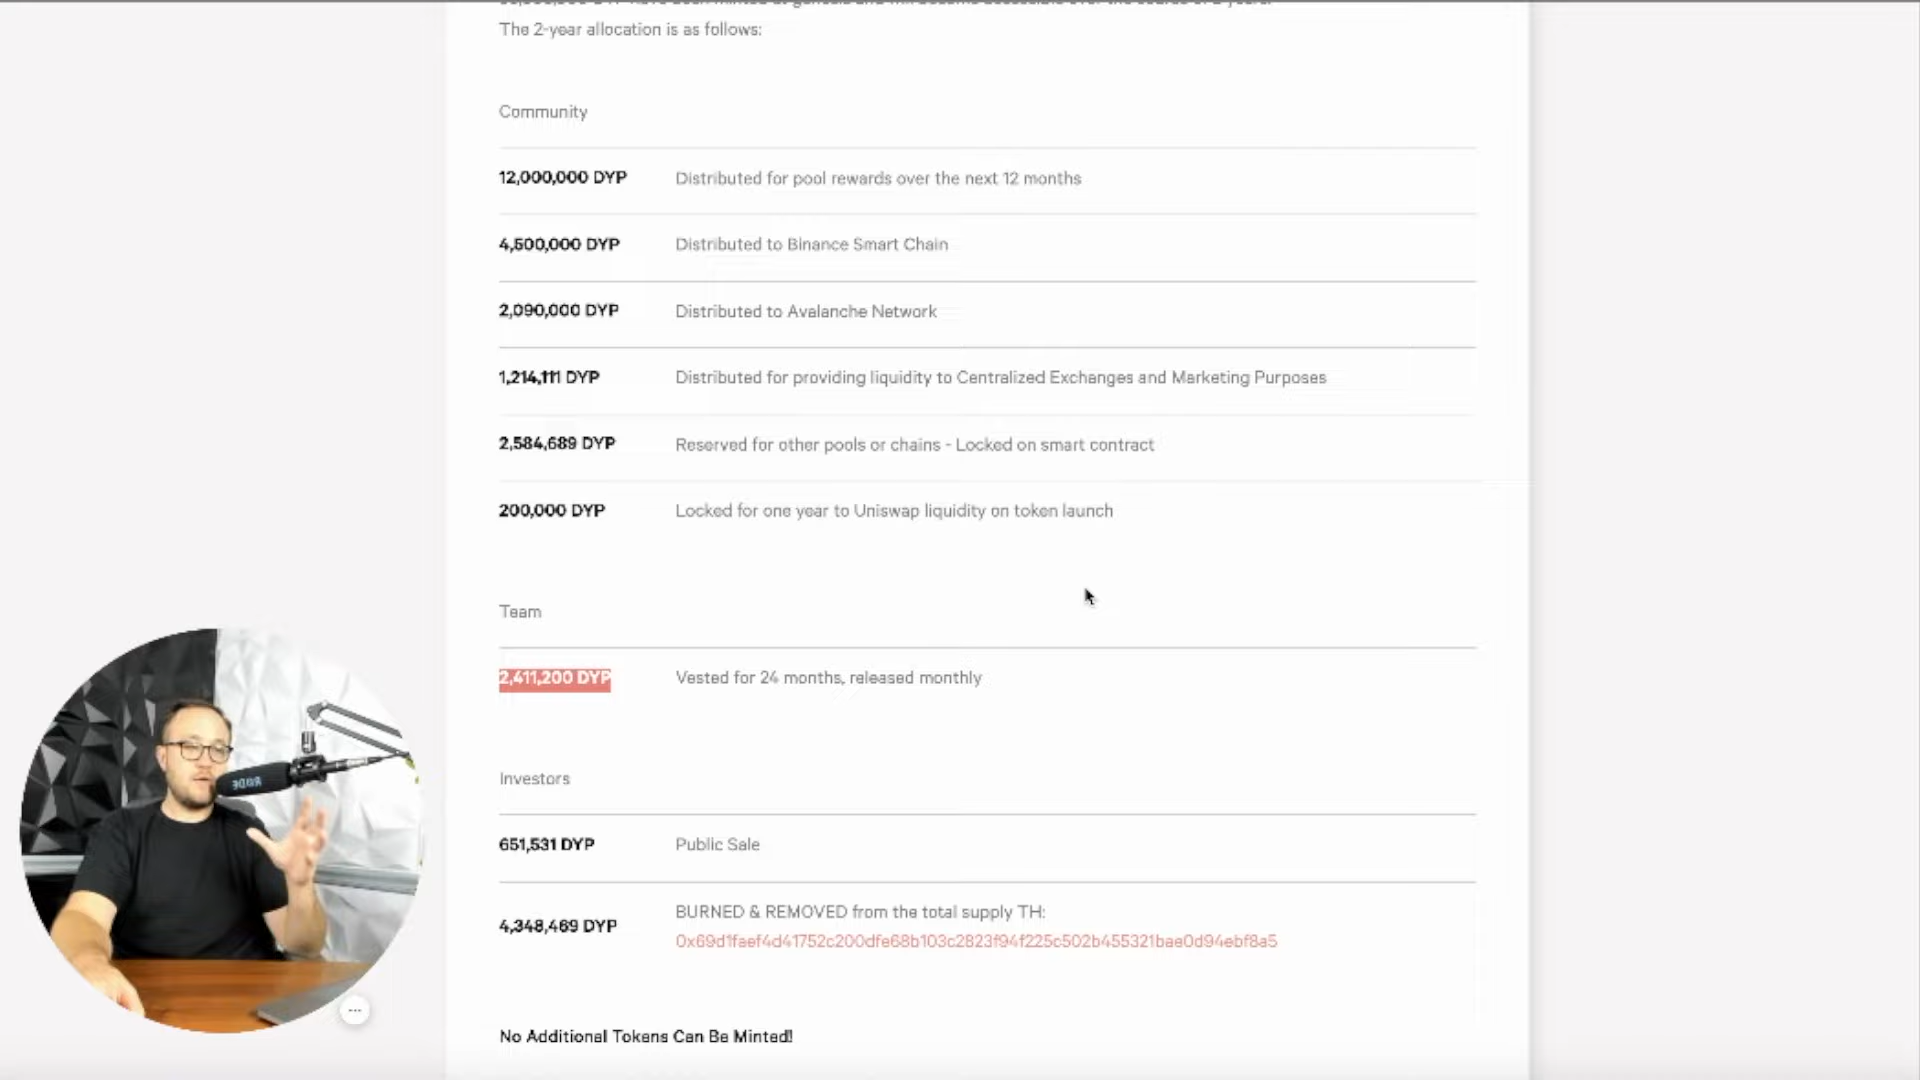 The 2-year allocation is as follows:
Community
12,000,000 DYP Distributed for pool rewards over the next 12 months
4,500,000 DYP Distributed to Binance Smart Chain
2,090,000 DYP Distributed to Avalanche Network
1,214,111 DYP Distributed for providing liquidity to Centralized Exchanges and Marketing Purposes
2,584,689 DYP Reserved for other pools or chains - Locked on smart contract
200,000 DYP Locked for one year to Uniswap liquidity on token launch
Team
2,411,200 DYP Vested for 24 months, released monthly
Investors
651,531 DYP Public Sale
4,348,469 DYP BURNED & REMOVED from the total supply TH:
0x69d1faef4d41752c200dfe68b103c2823f94f225c502b455321bae0d94ebf8a5
No Additional Tokens Can Be Minted!
RØDE